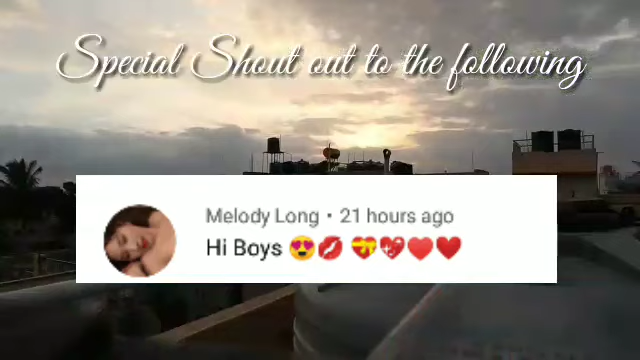 Special Shout out to the following
Melody Long • 21 hours ago
Hi Boys 😍💋 💝💖♥️❤️